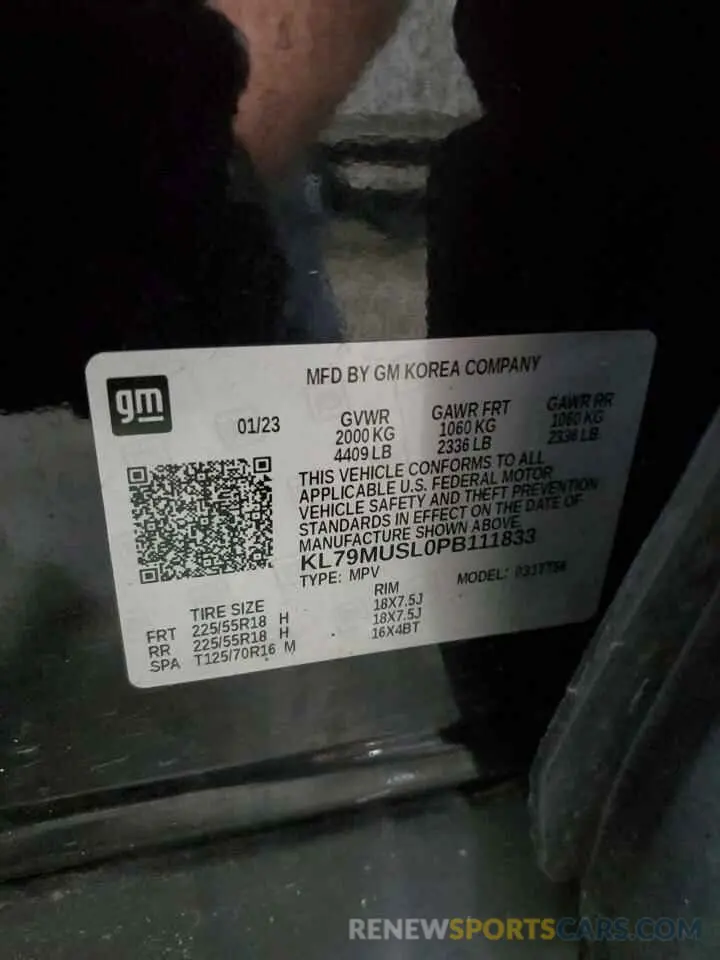 MFD BY GM KOREA COMPANY
gm
01/23
GVWR GAWR FRT GAWR RR
2000 KG 1060 KG 1060 KG
4409 LB 2336 LB 2336 LB
THIS VEHICLE CONFORMS TO ALL
APPLICABLE U.S. FEDERAL MOTOR
VEHICLE SAFETY AND THEFT PREVENTION
STANDARDS IN EFFECT ON THE DATE OF
MANUFACTURE SHOWN ABOVE.
KL79MUSL0PB111833
TYPE: MPV MODEL:
TIRE SIZE RIM
FRT 225/55R18 H 18X7.5J
RR 225/55R18 H 18X7.5J
SPA T125/70R16 M 16X4BT
RENEWSPORTSCARS.COM